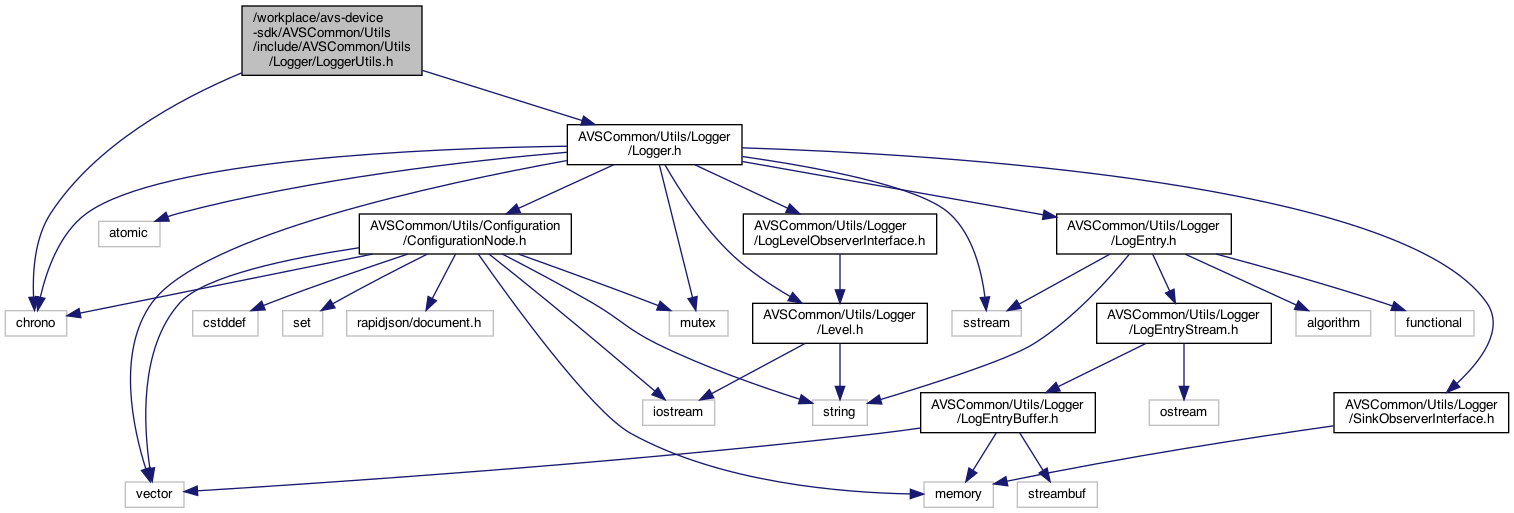 /workplace/avs-device
-sdk/AVSCommon/Utils
/include/AVSCommon/Utils
/Logger/LoggerUtils.h
AVSCommon/Utils/Logger
/Logger.h
atomic
AVSCommon/Utils/Configuration
/ConfigurationNode.h
AVSCommon/Utils/Logger
/LogLevelObserverInterface.h
AVSCommon/Utils/Logger
/LogEntry.h
chrono
cstddef
set
rapidjson/document.h
mutex
AVSCommon/Utils/Logger
/Level.h
sstream
AVSCommon/Utils/Logger
/LogEntryStream.h
algorithm
functional
iostream
string
AVSCommon/Utils/Logger
/LogEntryBuffer.h
ostream
AVSCommon/Utils/Logger
/SinkObserverInterface.h
vector
memory
streambuf